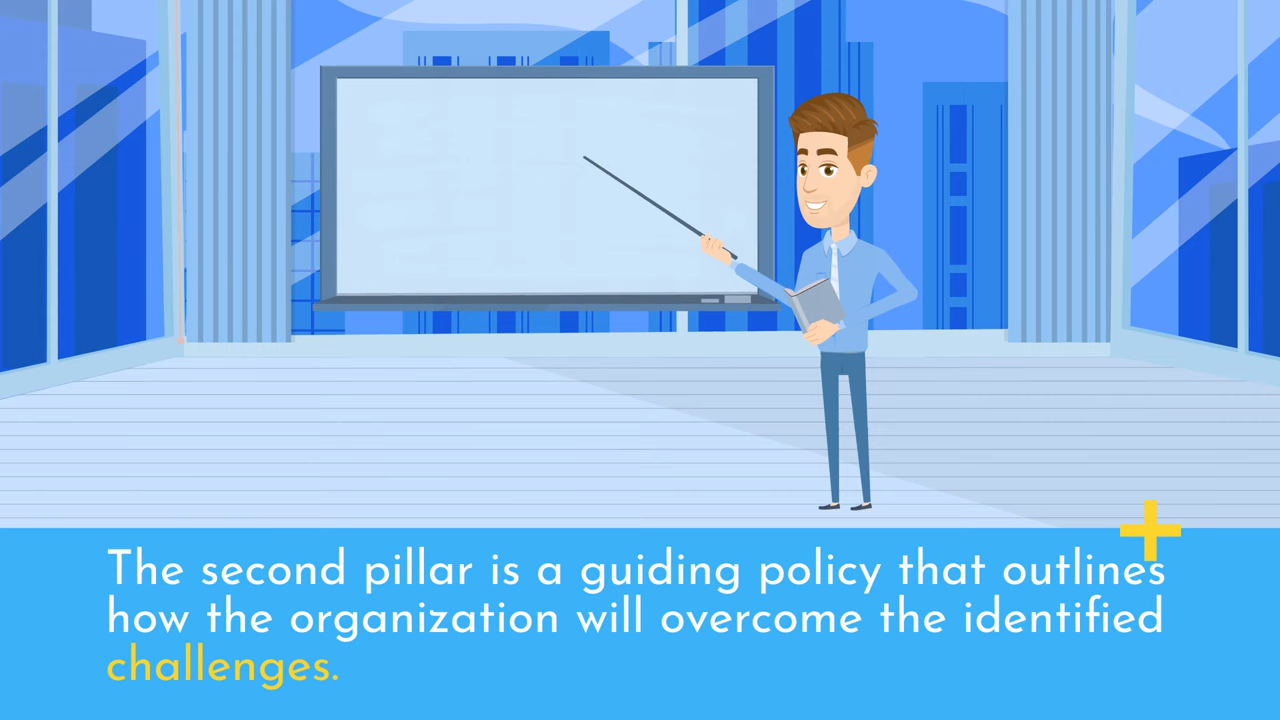 The second pillar is a guiding policy that outlines
how the organization will overcome the identified
challenges.